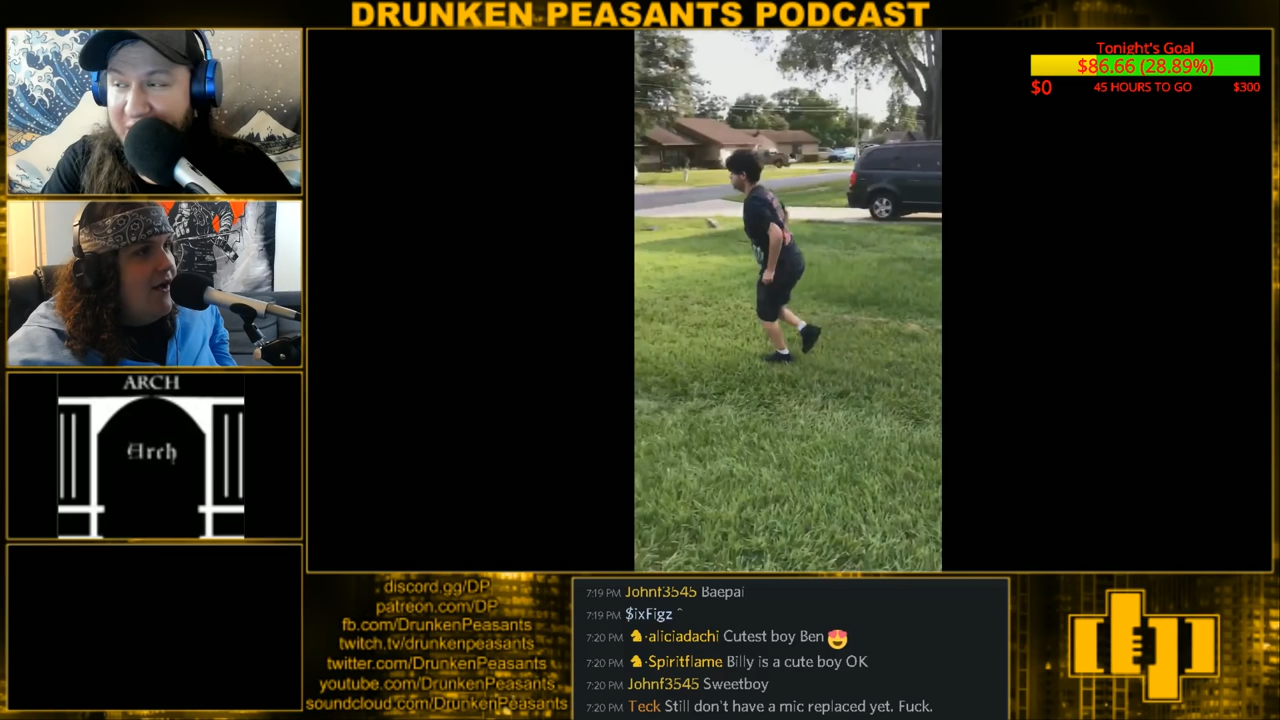 DRUNKEN PEASANTS PODCAST
Tonight's Goal
$86.66 (28.89%)
$0 45 HOURS TO GO $300
ARCH
Arch
discord.gg/DP
patreon.com/DP
fb.com/DrunkenPeasants
twitch.tv/drunkenpeasants
twitter.com/DrunkenPeasants
youtube.com/DrunkenPeasants
soundcloud.com/DrunkenPeasants
7:19 PM Johnf3545 Baepai
7:19 PM $ixFigz ^
7:20 PM aliciadachi Cutest boy Ben 😍
7:20 PM Spiritflame Billy is a cute boy OK
7:20 PM Johnf3545 Sweetboy
7:20 PM Teck Still don't have a mic replaced yet. Fuck.